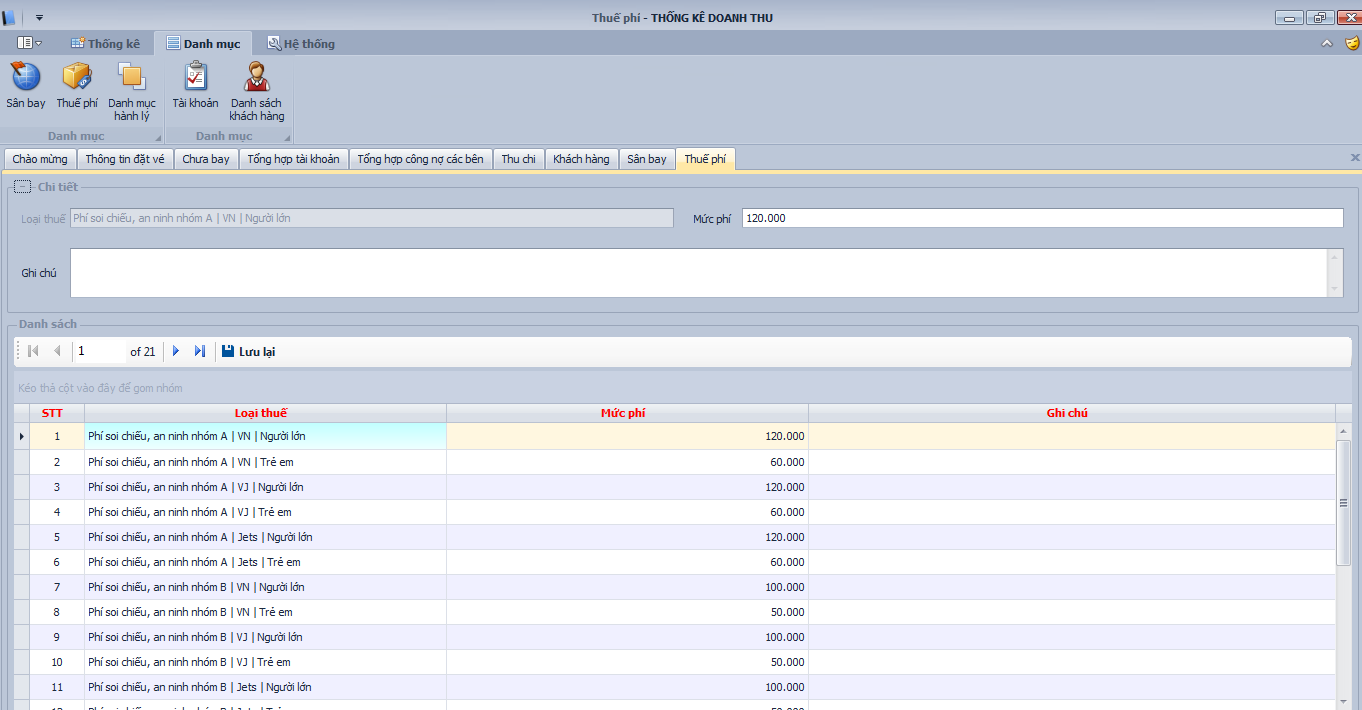 Thuế phí - THỐNG KÊ DOANH THU
Thống kê Danh mục Hệ thống
Sân bay Thuế phí Danh mục hành lý Tài khoản Danh sách khách hàng
Danh mục Danh mục
Chào mừng Thông tin đặt vé Chưa bay Tổng hợp tài khoản Tổng hợp công nợ các bên Thu chi Khách hàng Sân bay Thuế phí
Chi tiết
Loại thuế Phí soi chiếu, an ninh nhóm A | VN | Người lớn Mức phí 120.000
Ghi chú
Danh sách
1 of 21 Lưu lại
Kéo thả cột vào đây để gom nhóm
STT Loại thuế Mức phí Ghi chú
1 Phí soi chiếu, an ninh nhóm A | VN | Người lớn 120.000
2 Phí soi chiếu, an ninh nhóm A | VN | Trẻ em 60.000
3 Phí soi chiếu, an ninh nhóm A | VJ | Người lớn 120.000
4 Phí soi chiếu, an ninh nhóm A | VJ | Trẻ em 60.000
5 Phí soi chiếu, an ninh nhóm A | Jets | Người lớn 120.000
6 Phí soi chiếu, an ninh nhóm A | Jets | Trẻ em 60.000
7 Phí soi chiếu, an ninh nhóm B | VN | Người lớn 100.000
8 Phí soi chiếu, an ninh nhóm B | VN | Trẻ em 50.000
9 Phí soi chiếu, an ninh nhóm B | VJ | Người lớn 100.000
10 Phí soi chiếu, an ninh nhóm B | VJ | Trẻ em 50.000
11 Phí soi chiếu, an ninh nhóm B | Jets | Người lớn 100.000